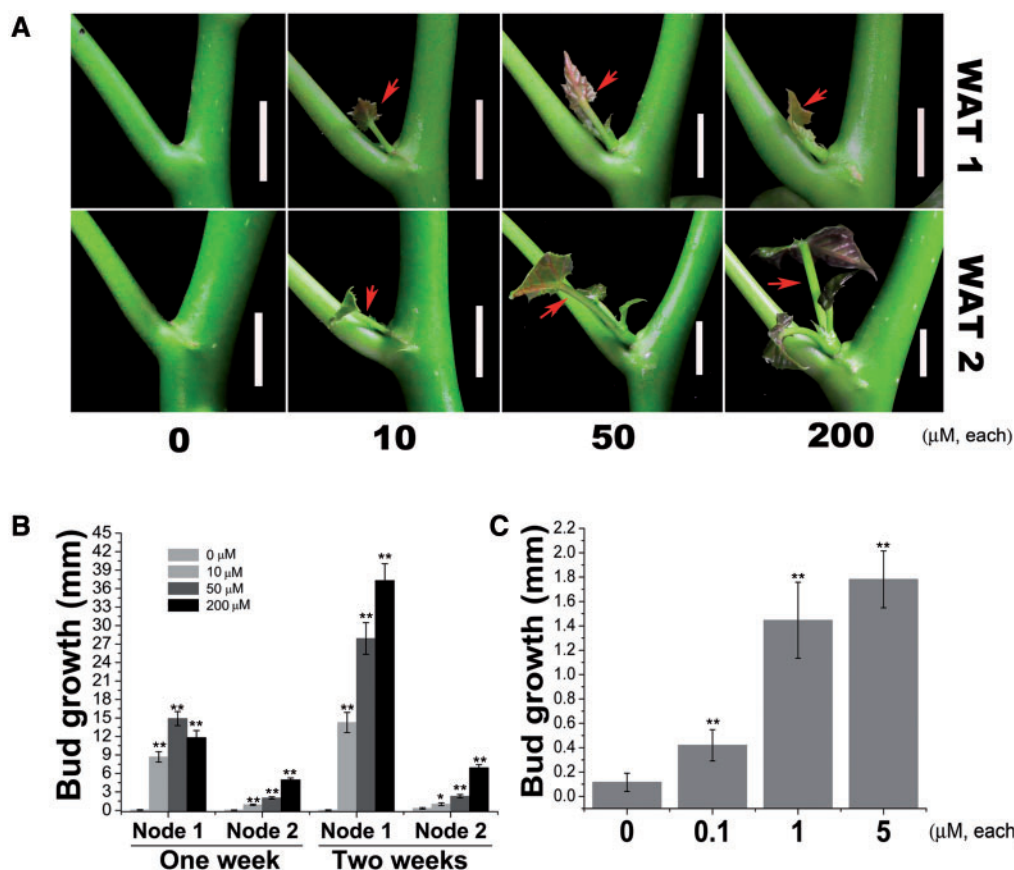 A
WAT 1
WAT 2
0 10 50 200 (μM, each)
B
Bud growth (mm)
45
42
39
36
33
30
27
24
21
18
15
12
9
6
3
0
0 μM
10 μM
50 μM
200 μM
** ** ** ** ** ** ** ** ** * ** **
Node 1 Node 2 Node 1 Node 2
One week Two weeks
C
Bud growth (mm)
2.2
2.0
1.8
1.6
1.4
1.2
1.0
0.8
0.6
0.4
0.2
0.0
** ** **
0 0.1 1 5 (μM, each)